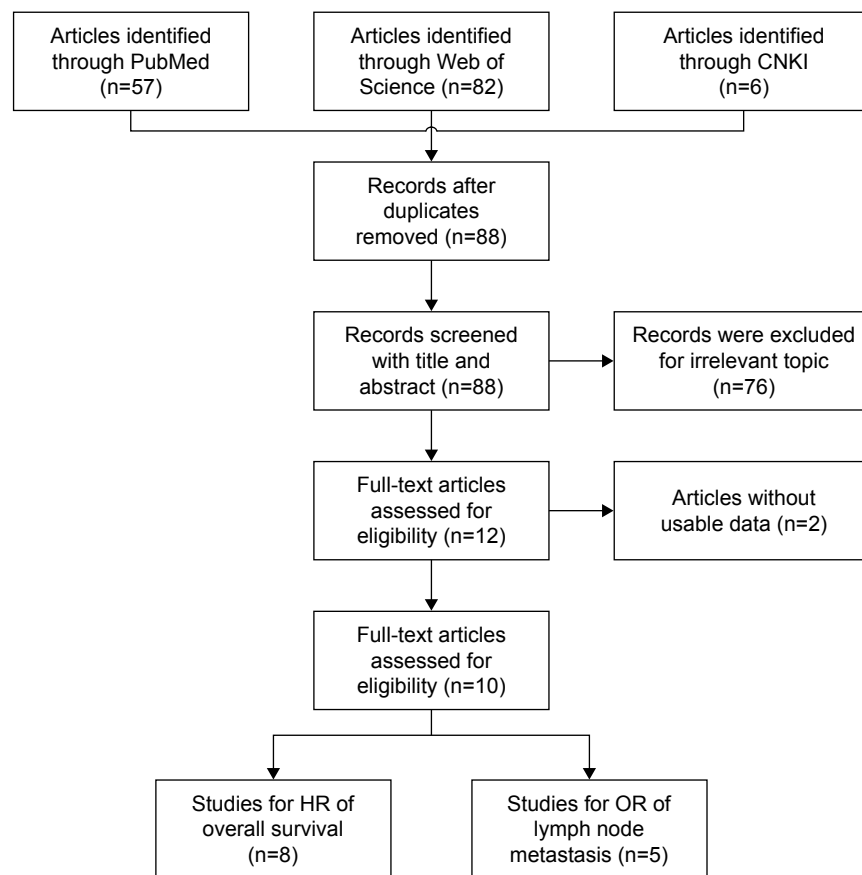 Articles identified
through PubMed
(n=57)
Articles identified
through Web of
Science (n=82)
Articles identified
through CNKI
(n=6)
Records after
duplicates
removed (n=88)
Records screened
with title and
abstract (n=88)
Records were excluded
for irrelevant topic
(n=76)
Full-text articles
assessed for
eligibility (n=12)
Articles without
usable data (n=2)
Full-text articles
assessed for
eligibility (n=10)
Studies for HR of
overall survival
(n=8)
Studies for OR of
lymph node
metastasis (n=5)